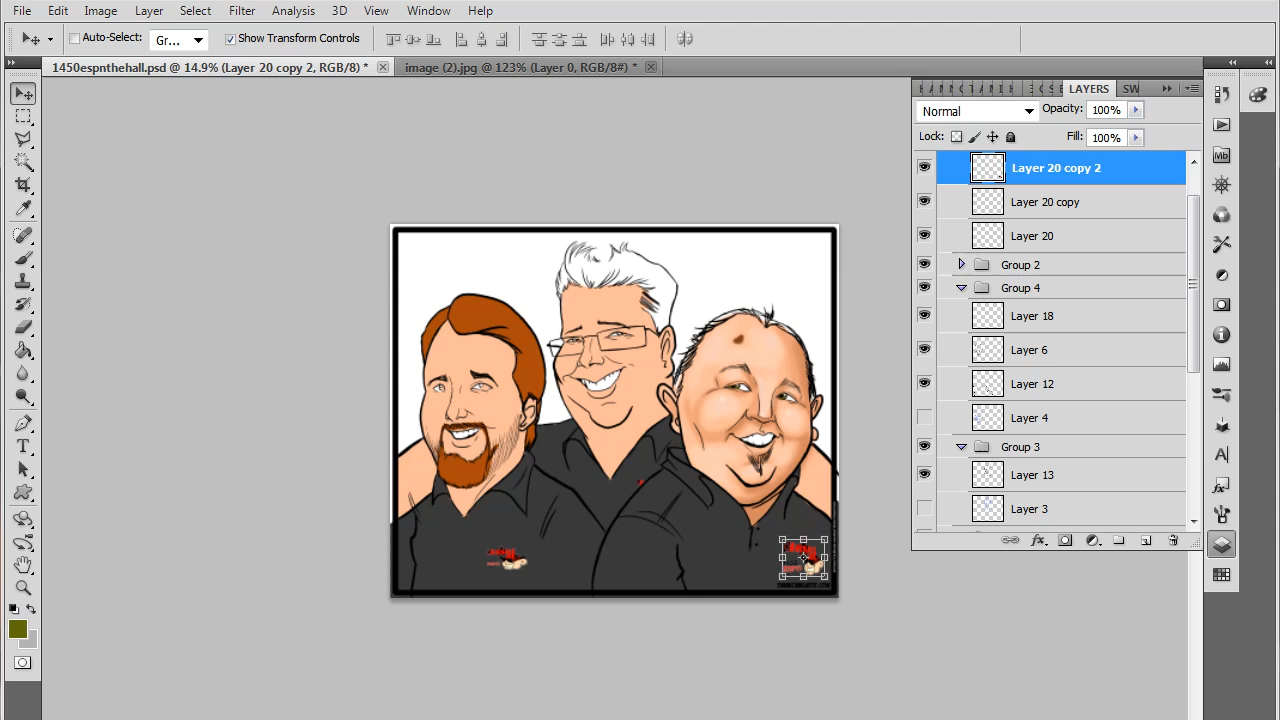 File Edit Image Layer Select Filter Analysis 3D View Window Help
Auto-Select: Gr... Show Transform Controls
1450espnthehall.psd @ 14.9% (Layer 20 copy 2, RGB/8) * image (2).jpg @ 123% (Layer 0, RGB/8#) *
LAYERS SW
Normal Opacity: 100%
Lock: Fill: 100%
Layer 20 copy 2
Layer 20 copy
Layer 20
Group 2
Group 4
Layer 18
Layer 6
Layer 12
Layer 4
Group 3
Layer 13
Layer 3